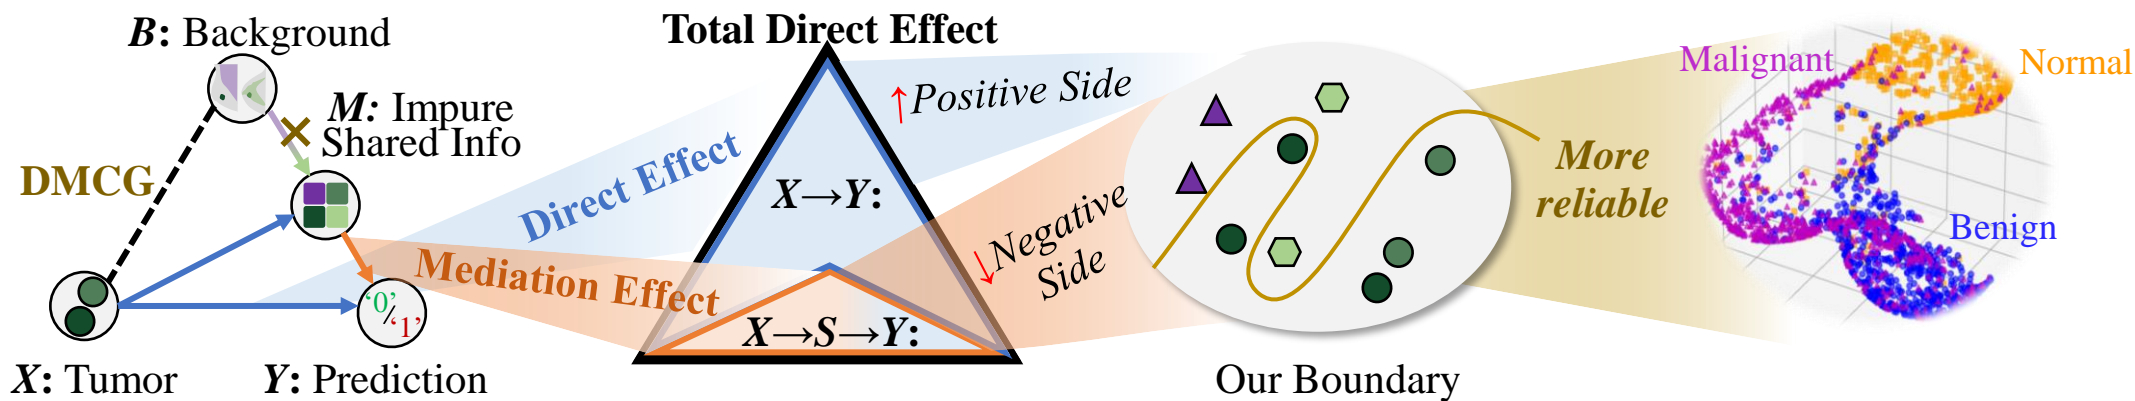 B: Background
M: Impure
Shared Info
DMCG
X: Tumor
Y: Prediction
‘0’/‘1’
Direct Effect
Mediation Effect
Total Direct Effect
X→Y:
X→S→Y:
↑Positive Side
↓Negative
Side
Our Boundary
More
reliable
Malignant
Normal
Benign